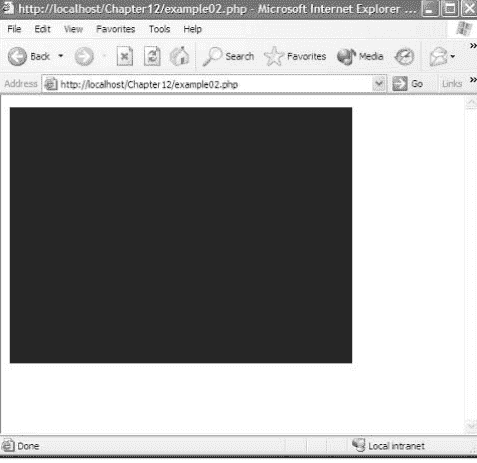 http://localhost/Chapter12/example02.php - Microsoft Internet Explorer ...
File Edit View Favorites Tools Help
Back Search Favorites Media »
Address http://localhost/Chapter12/example02.php Go Links »
Done Local intranet